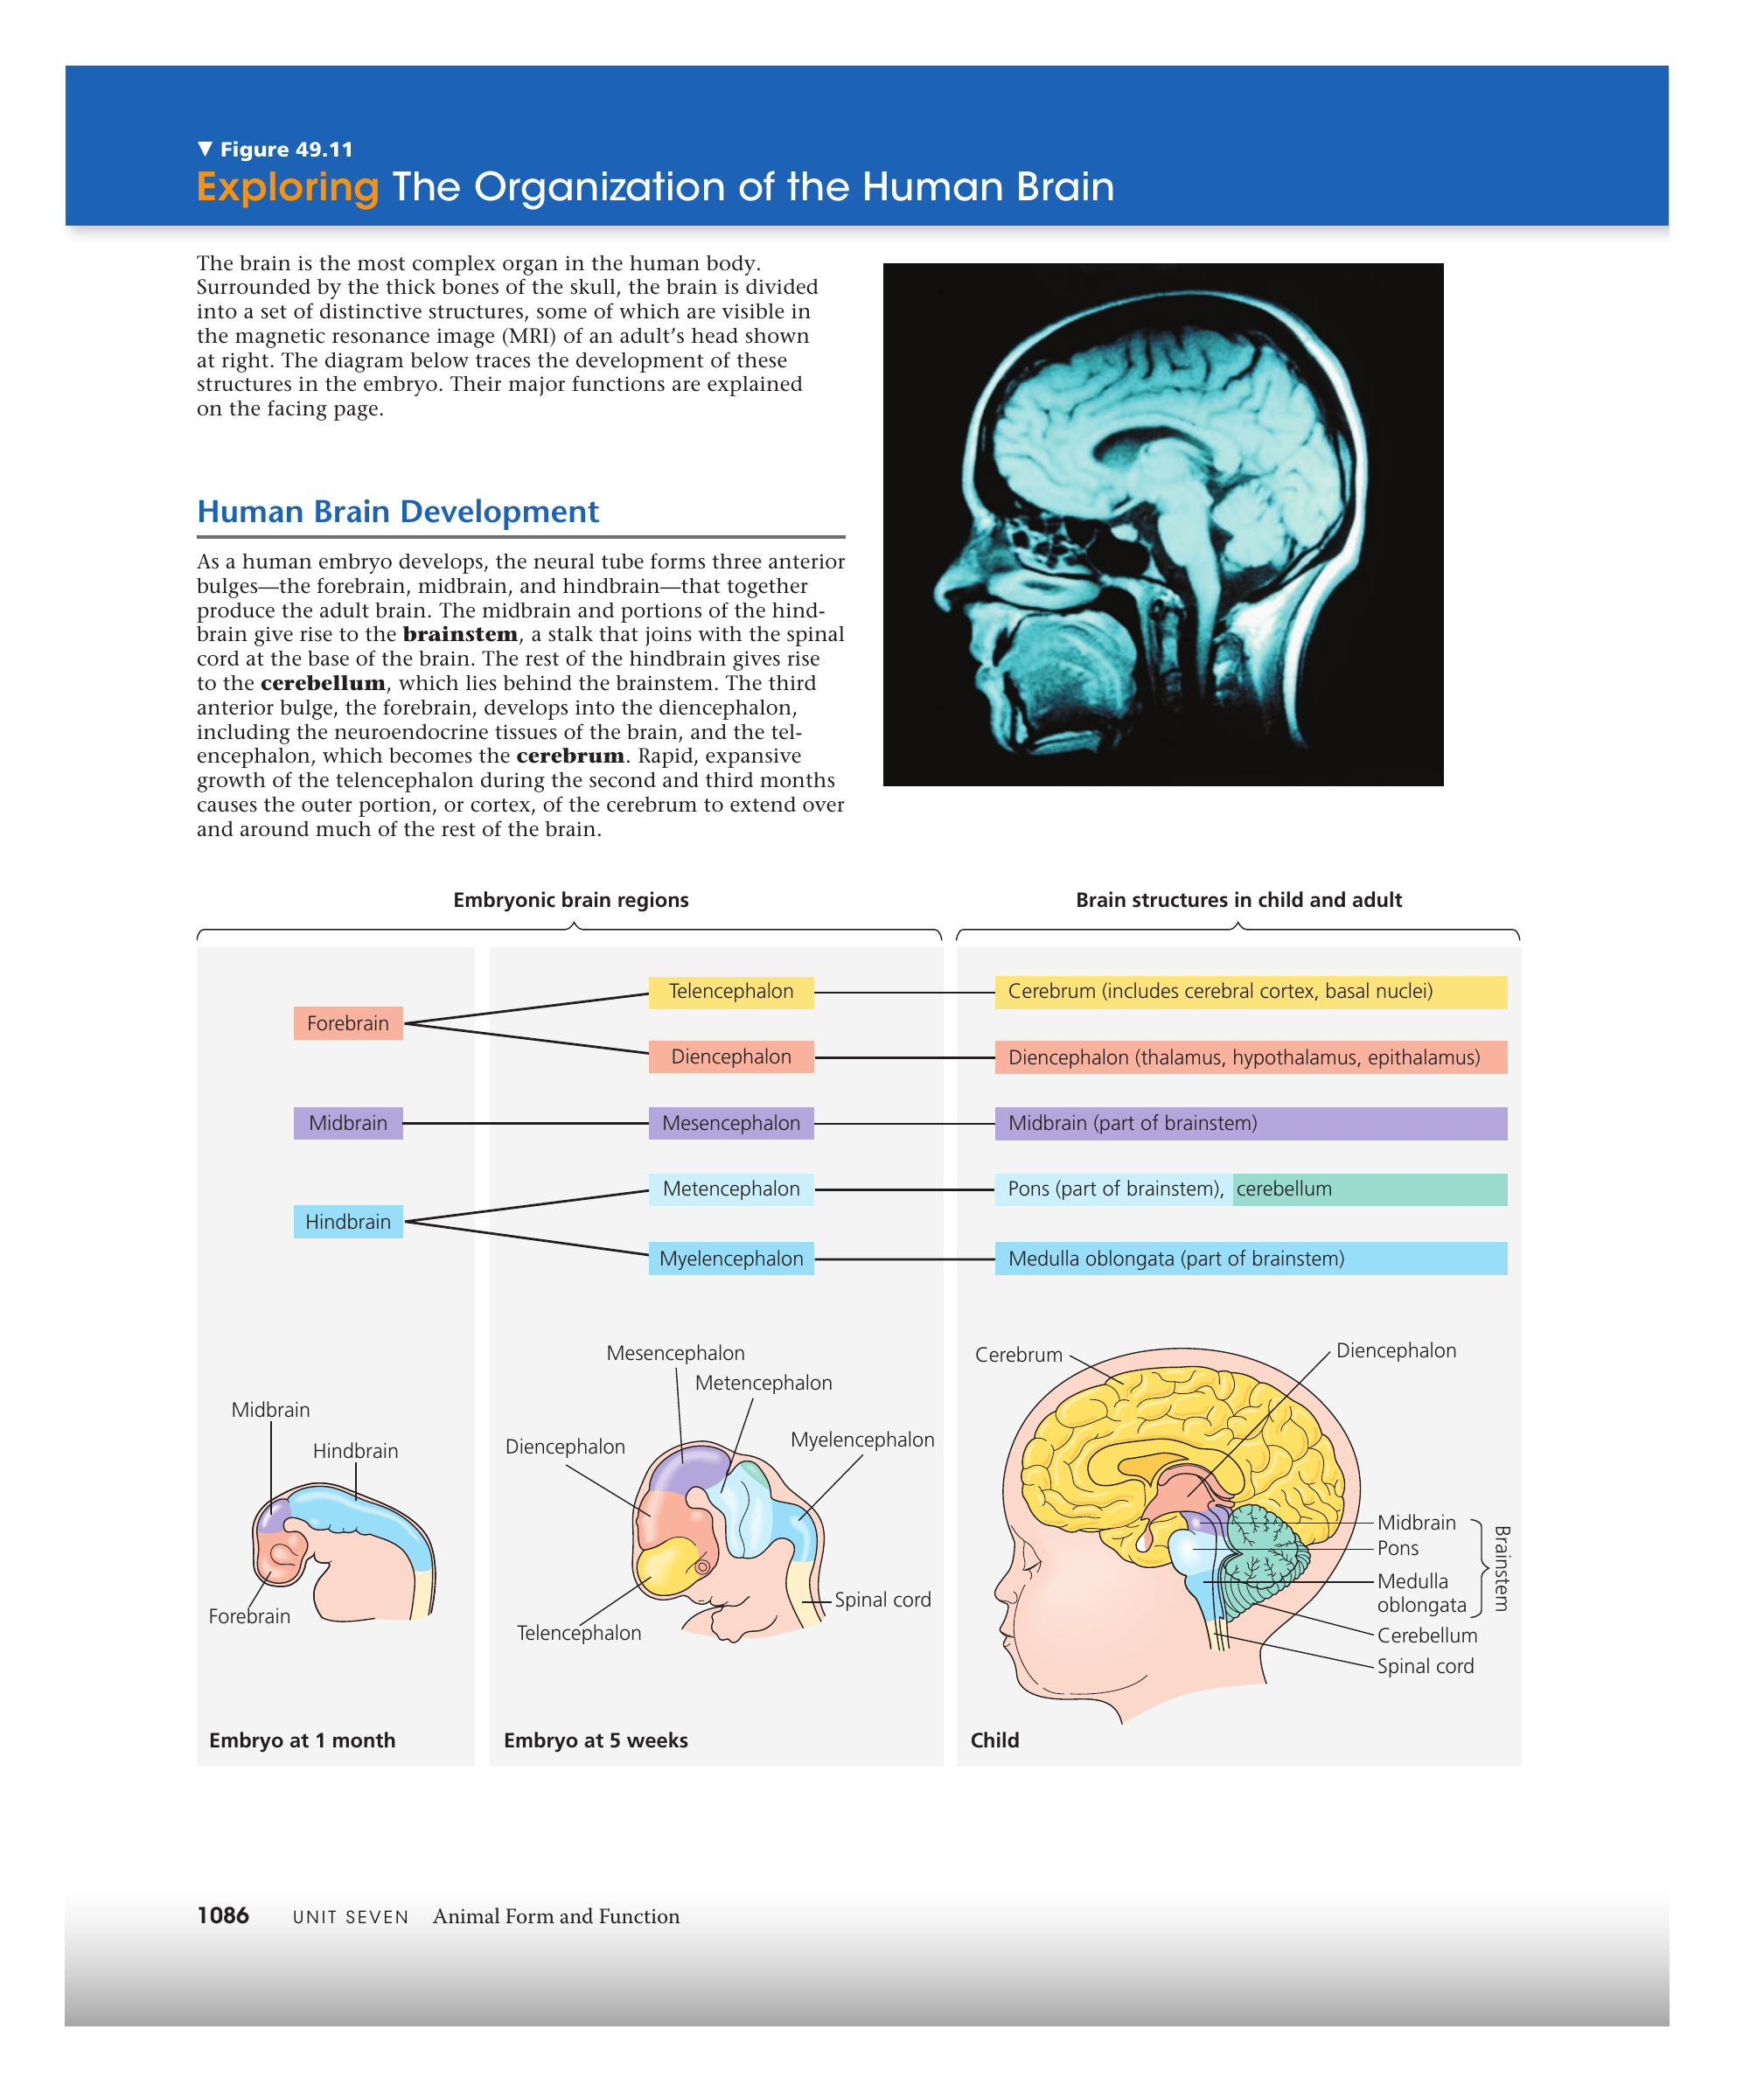 ▼ Figure 49.11
Exploring The Organization of the Human Brain
The brain is the most complex organ in the human body.
Surrounded by the thick bones of the skull, the brain is divided
into a set of distinctive structures, some of which are visible in
the magnetic resonance image (MRI) of an adult’s head shown
at right. The diagram below traces the development of these
structures in the embryo. Their major functions are explained
on the facing page.
Human Brain Development
As a human embryo develops, the neural tube forms three anterior
bulges—the forebrain, midbrain, and hindbrain—that together
produce the adult brain. The midbrain and portions of the hind-
brain give rise to the brainstem, a stalk that joins with the spinal
cord at the base of the brain. The rest of the hindbrain gives rise
to the cerebellum, which lies behind the brainstem. The third
anterior bulge, the forebrain, develops into the diencephalon,
including the neuroendocrine tissues of the brain, and the tel-
encephalon, which becomes the cerebrum. Rapid, expansive
growth of the telencephalon during the second and third months
causes the outer portion, or cortex, of the cerebrum to extend over
and around much of the rest of the brain.
Embryonic brain regions
Brain structures in child and adult
Forebrain
Telencephalon
Cerebrum (includes cerebral cortex, basal nuclei)
Diencephalon
Diencephalon (thalamus, hypothalamus, epithalamus)
Midbrain
Mesencephalon
Midbrain (part of brainstem)
Hindbrain
Metencephalon
Pons (part of brainstem), cerebellum
Myelencephalon
Medulla oblongata (part of brainstem)
Midbrain
Hindbrain
Forebrain
Embryo at 1 month
Mesencephalon
Metencephalon
Diencephalon
Myelencephalon
Spinal cord
Telencephalon
Embryo at 5 weeks
Cerebrum
Diencephalon
Midbrain
Pons
Medulla
oblongata
Brainstem
Cerebellum
Spinal cord
Child
1086 UNIT SEVEN Animal Form and Function